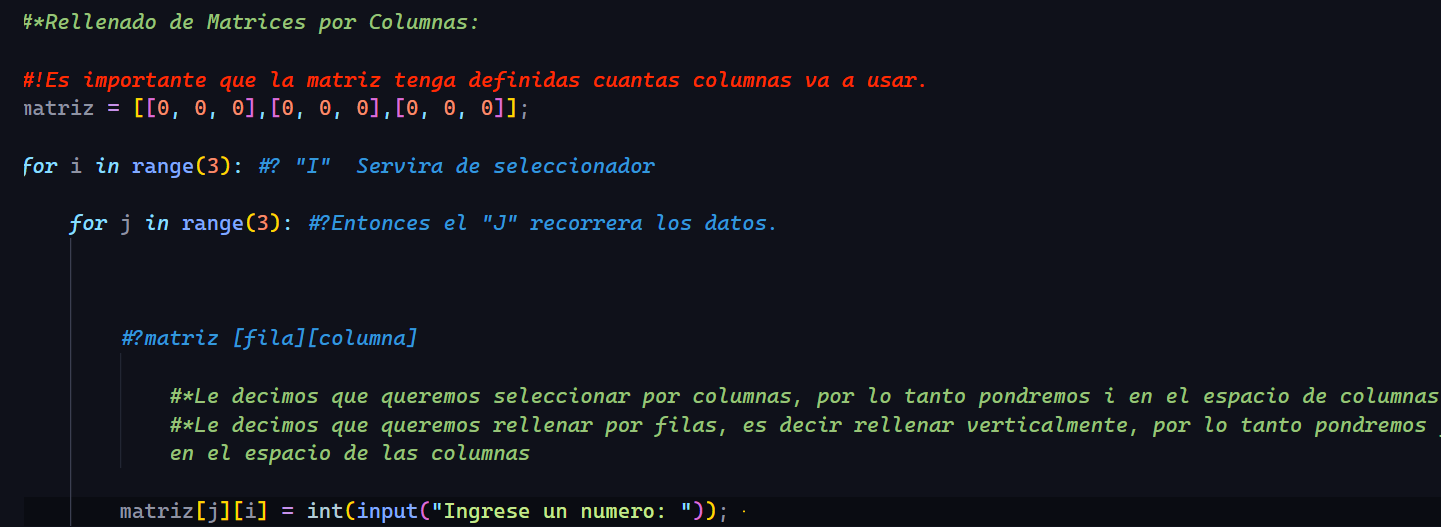 #*Rellenado de Matrices por Columnas:
#!Es importante que la matriz tenga definidas cuantas columnas va a usar.
matriz = [[0, 0, 0],[0, 0, 0],[0, 0, 0]];
for i in range(3): #? "I"  Servira de seleccionador
for j in range(3): #?Entonces el "J" recorrera los datos.
#?matriz [fila][columna]
#*Le decimos que queremos seleccionar por columnas, por lo tanto pondremos i en el espacio de columnas
#*Le decimos que queremos rellenar por filas, es decir rellenar verticalmente, por lo tanto pondremos
en el espacio de las columnas
matriz[j][i] = int(input("Ingrese un numero: "));